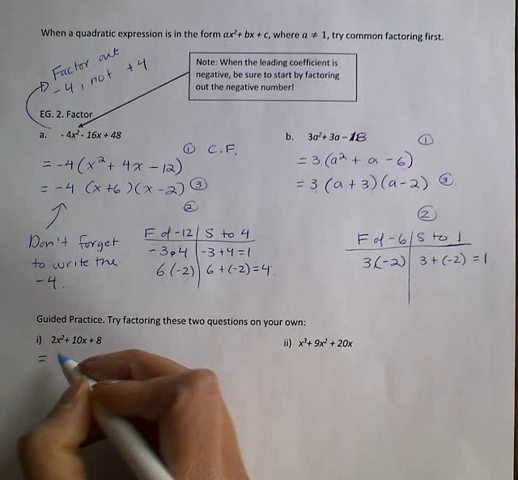 When a quadratic expression is in the form ax² + bx + c, where a ≠ 1, try common factoring first.
Factor out
-4, not +4
Note: When the leading coefficient is
negative, be sure to start by factoring
out the negative number!
EG. 2. Factor
a. -4x² - 16x + 48
① C.F.
= -4(x² + 4x - 12)
= -4 (x+6)(x-2) ③
②
Don't forget
to write the
-4.
F of -12 | S to 4
-3,4 | -3+4=1
6(-2) | 6+(-2)=4
b. 3a² + 3a - 18
①
= 3(a² + a - 6)
= 3 (a+3)(a-2) ③
②
F of -6 | S to 1
3(-2) | 3+(-2)=1
Guided Practice. Try factoring these two questions on your own:
i) 2x² + 10x + 8
=
ii) x³ + 9x² + 20x